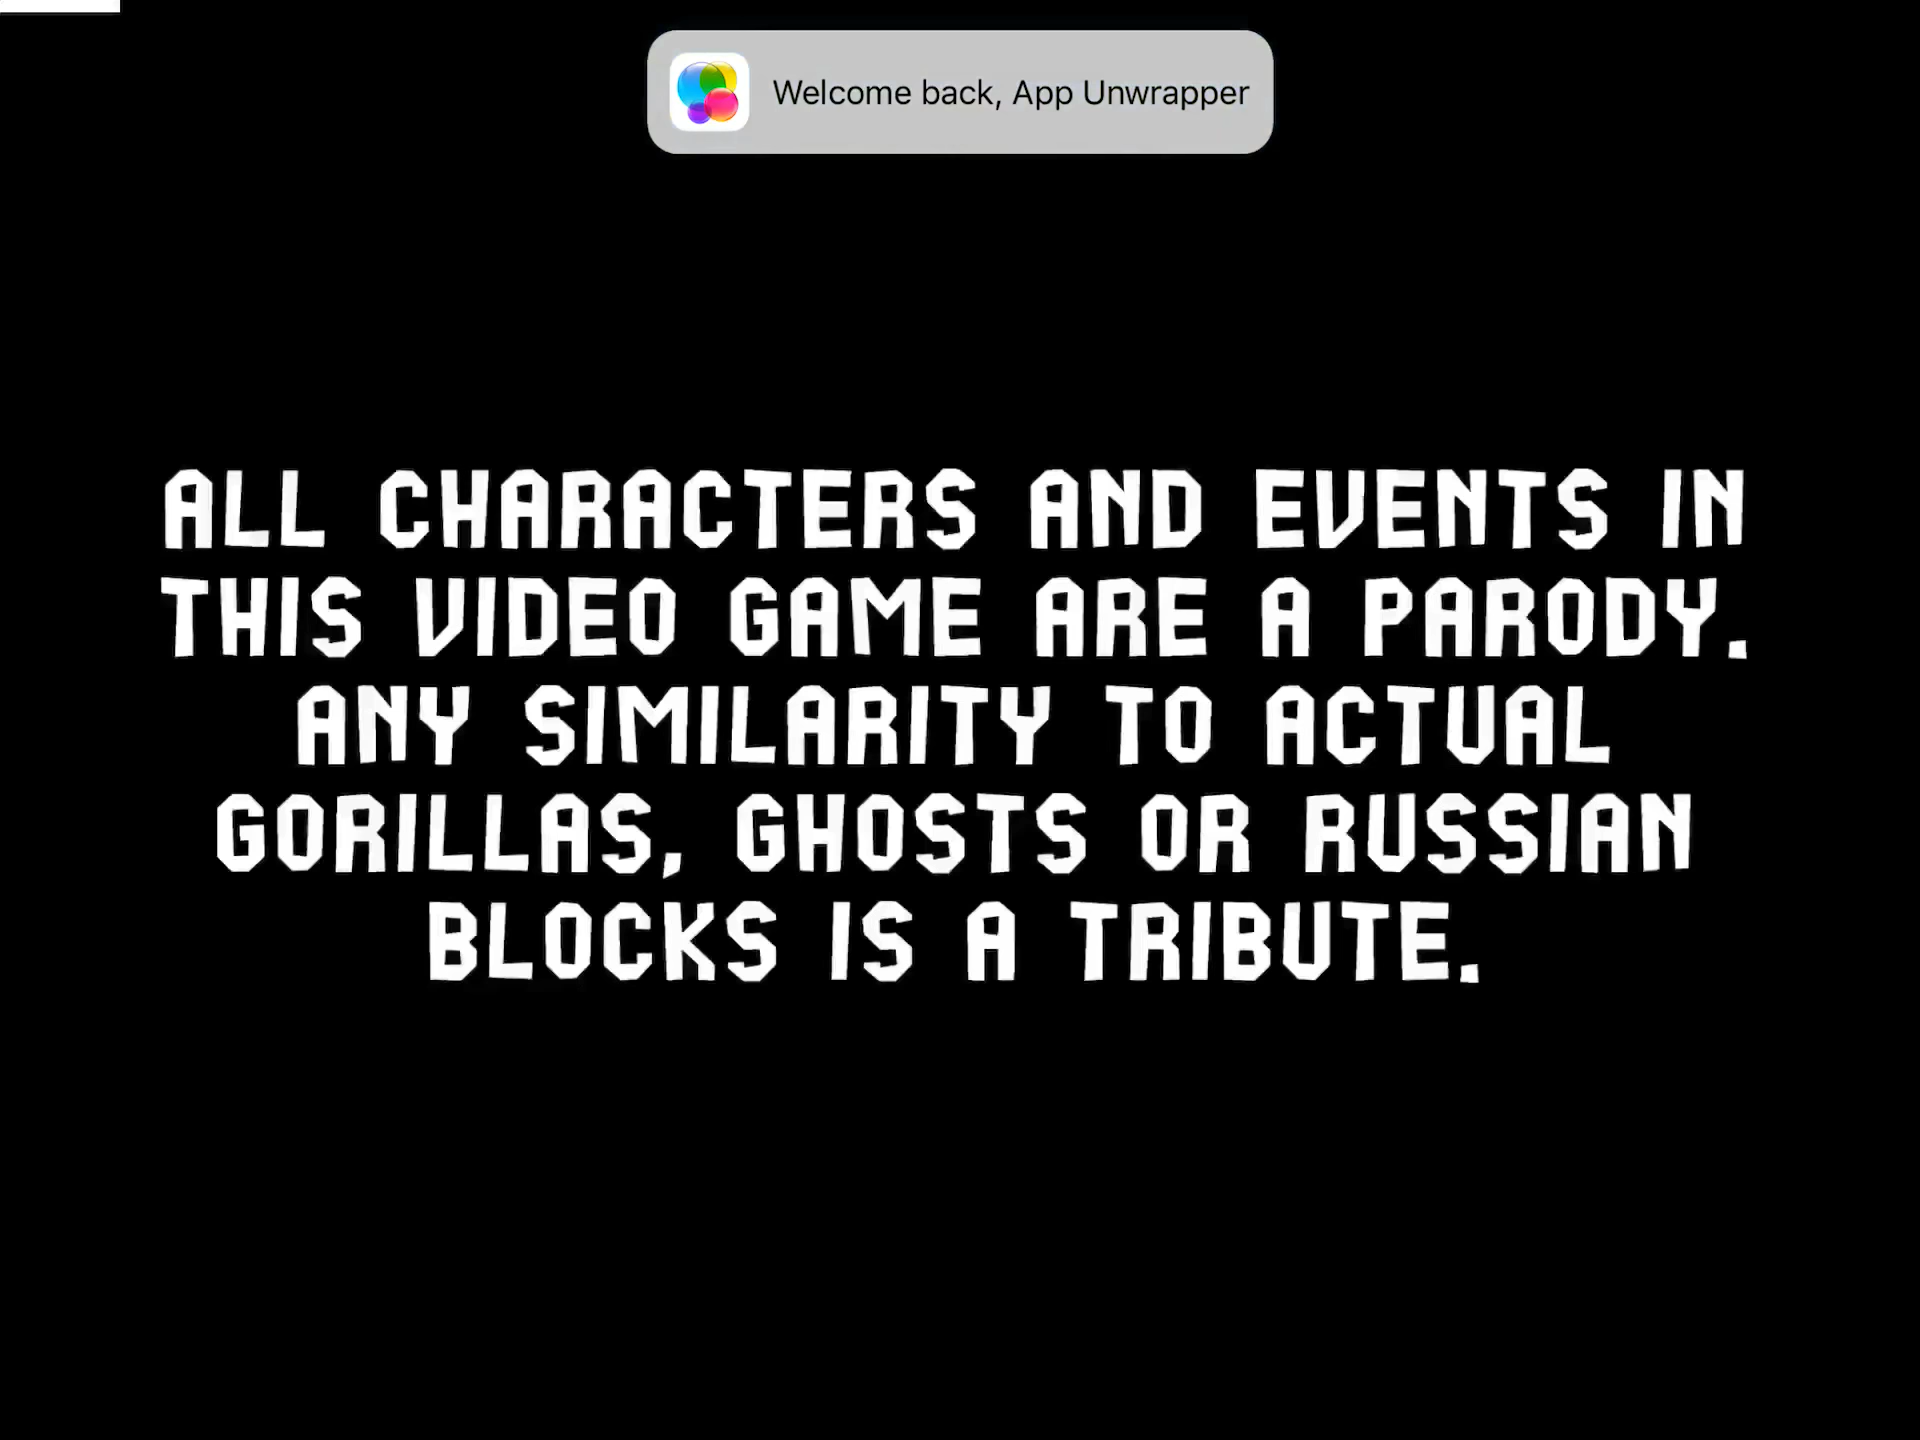 Welcome back, App Unwrapper
ALL CHARACTERS AND EVENTS IN
THIS VIDEO GAME ARE A PARODY.
ANY SIMILARITY TO ACTUAL
GORILLAS, GHOSTS OR RUSSIAN
BLOCKS IS A TRIBUTE.